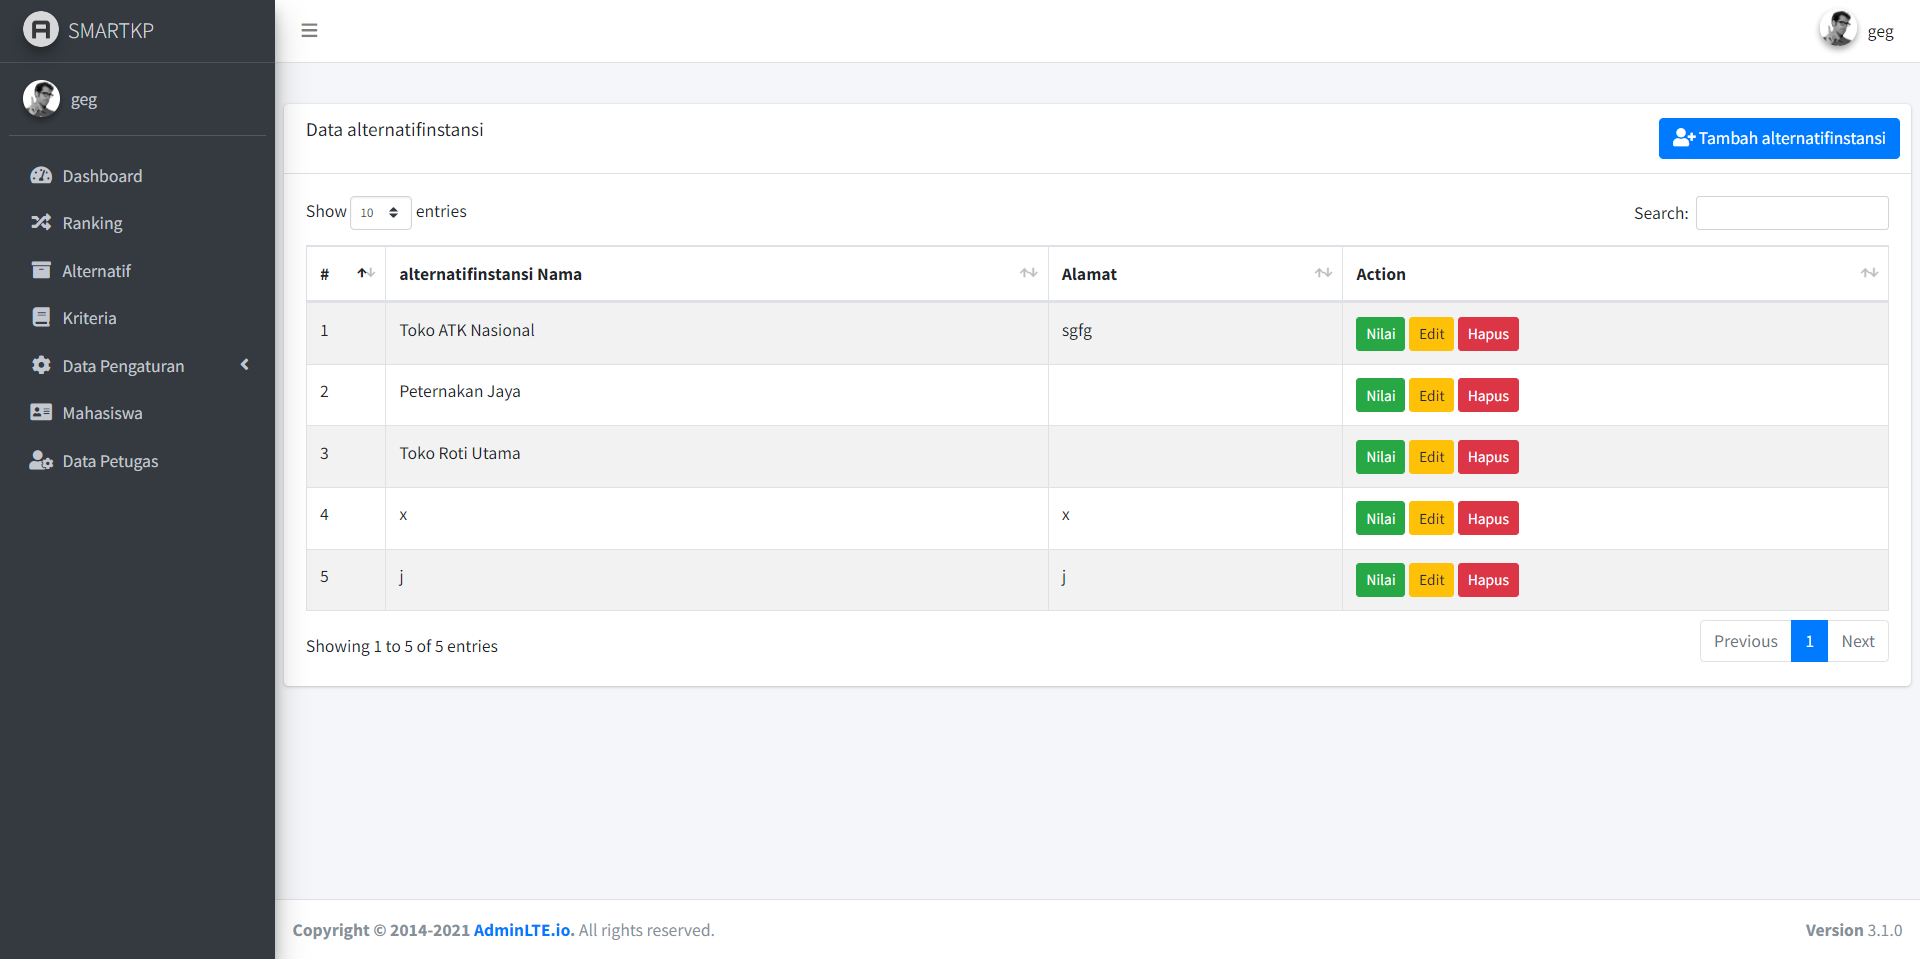 SMARTKP
geg
geg
Dashboard
Ranking
Alternatif
Kriteria
Data Pengaturan
Mahasiswa
Data Petugas
Data alternatifinstansi
Tambah alternatifinstansi
Show 10 entries
Search:
# alternatifinstansi Nama Alamat Action
1 Toko ATK Nasional sgfg Nilai Edit Hapus
2 Peternakan Jaya Nilai Edit Hapus
3 Toko Roti Utama Nilai Edit Hapus
4 x x Nilai Edit Hapus
5 j j Nilai Edit Hapus
Showing 1 to 5 of 5 entries
Previous 1 Next
Copyright © 2014-2021 AdminLTE.io. All rights reserved.
Version 3.1.0